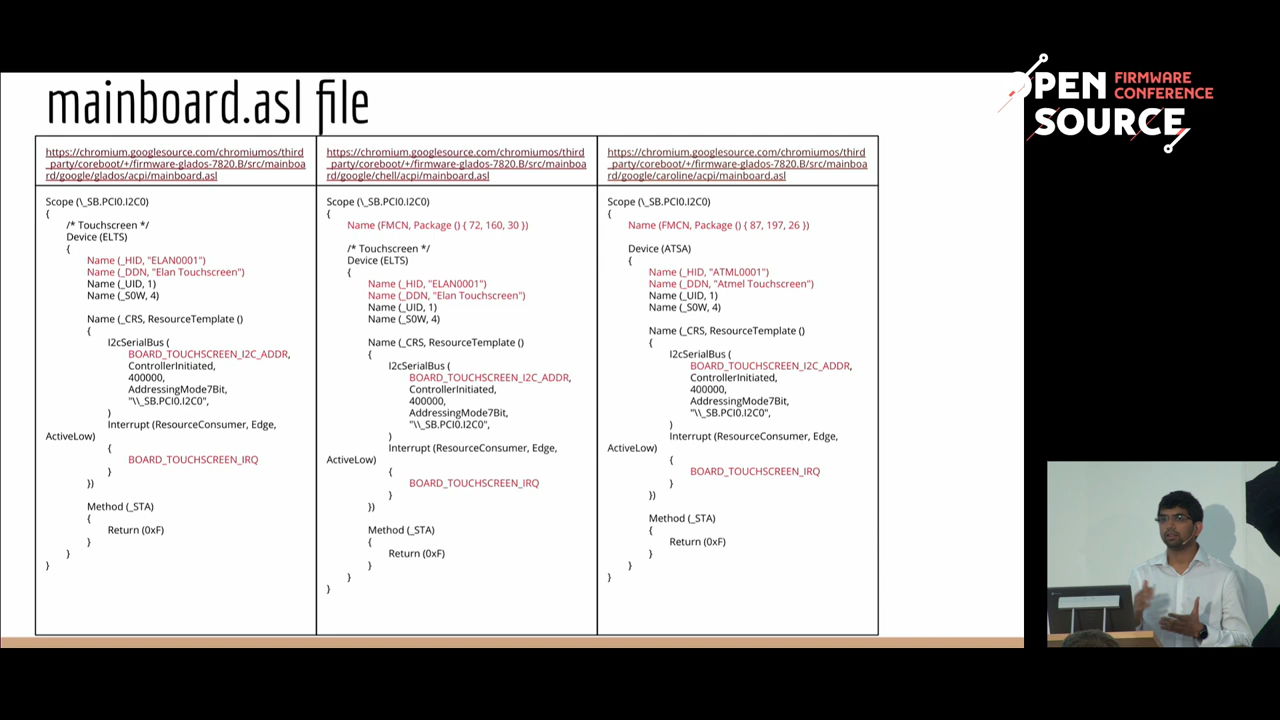 mainboard.asl file
OPEN FIRMWARE
CONFERENCE
SOURCE
https://chromium.googlesource.com/chromiumos/third
_party/coreboot/+/firmware-glados-7820.B/src/mainboa
rd/google/glados/acpi/mainboard.asl
Scope (\_SB.PCI0.I2C0)
{
/* Touchscreen */
Device (ELTS)
{
Name (_HID, "ELAN0001")
Name (_DDN, "Elan Touchscreen")
Name (_UID, 1)
Name (_S0W, 4)
Name (_CRS, ResourceTemplate ()
{
I2cSerialBus (
BOARD_TOUCHSCREEN_I2C_ADDR,
ControllerInitiated,
400000,
AddressingMode7Bit,
"\\_SB.PCI0.I2C0",
)
Interrupt (ResourceConsumer, Edge,
ActiveLow)
{
BOARD_TOUCHSCREEN_IRQ
}
})
Method (_STA)
{
Return (0xF)
}
}
}
https://chromium.googlesource.com/chromiumos/third
_party/coreboot/+/firmware-glados-7820.B/src/mainboa
rd/google/chell/acpi/mainboard.asl
Scope (\_SB.PCI0.I2C0)
{
Name (FMCN, Package () { 72, 160, 30 })
/* Touchscreen */
Device (ELTS)
{
Name (_HID, "ELAN0001")
Name (_DDN, "Elan Touchscreen")
Name (_UID, 1)
Name (_S0W, 4)
Name (_CRS, ResourceTemplate ()
{
I2cSerialBus (
BOARD_TOUCHSCREEN_I2C_ADDR,
ControllerInitiated,
400000,
AddressingMode7Bit,
"\\_SB.PCI0.I2C0",
)
Interrupt (ResourceConsumer, Edge,
ActiveLow)
{
BOARD_TOUCHSCREEN_IRQ
}
})
Method (_STA)
{
Return (0xF)
}
}
}
https://chromium.googlesource.com/chromiumos/third
_party/coreboot/+/firmware-glados-7820.B/src/mainboa
rd/google/caroline/acpi/mainboard.asl
Scope (\_SB.PCI0.I2C0)
{
Name (FMCN, Package () { 87, 197, 26 })
Device (ATSA)
{
Name (_HID, "ATML0001")
Name (_DDN, "Atmel Touchscreen")
Name (_UID, 1)
Name (_S0W, 4)
Name (_CRS, ResourceTemplate ()
{
I2cSerialBus (
BOARD_TOUCHSCREEN_I2C_ADDR,
ControllerInitiated,
400000,
AddressingMode7Bit,
"\\_SB.PCI0.I2C0",
)
Interrupt (ResourceConsumer, Edge,
ActiveLow)
{
BOARD_TOUCHSCREEN_IRQ
}
})
Method (_STA)
{
Return (0xF)
}
}
}